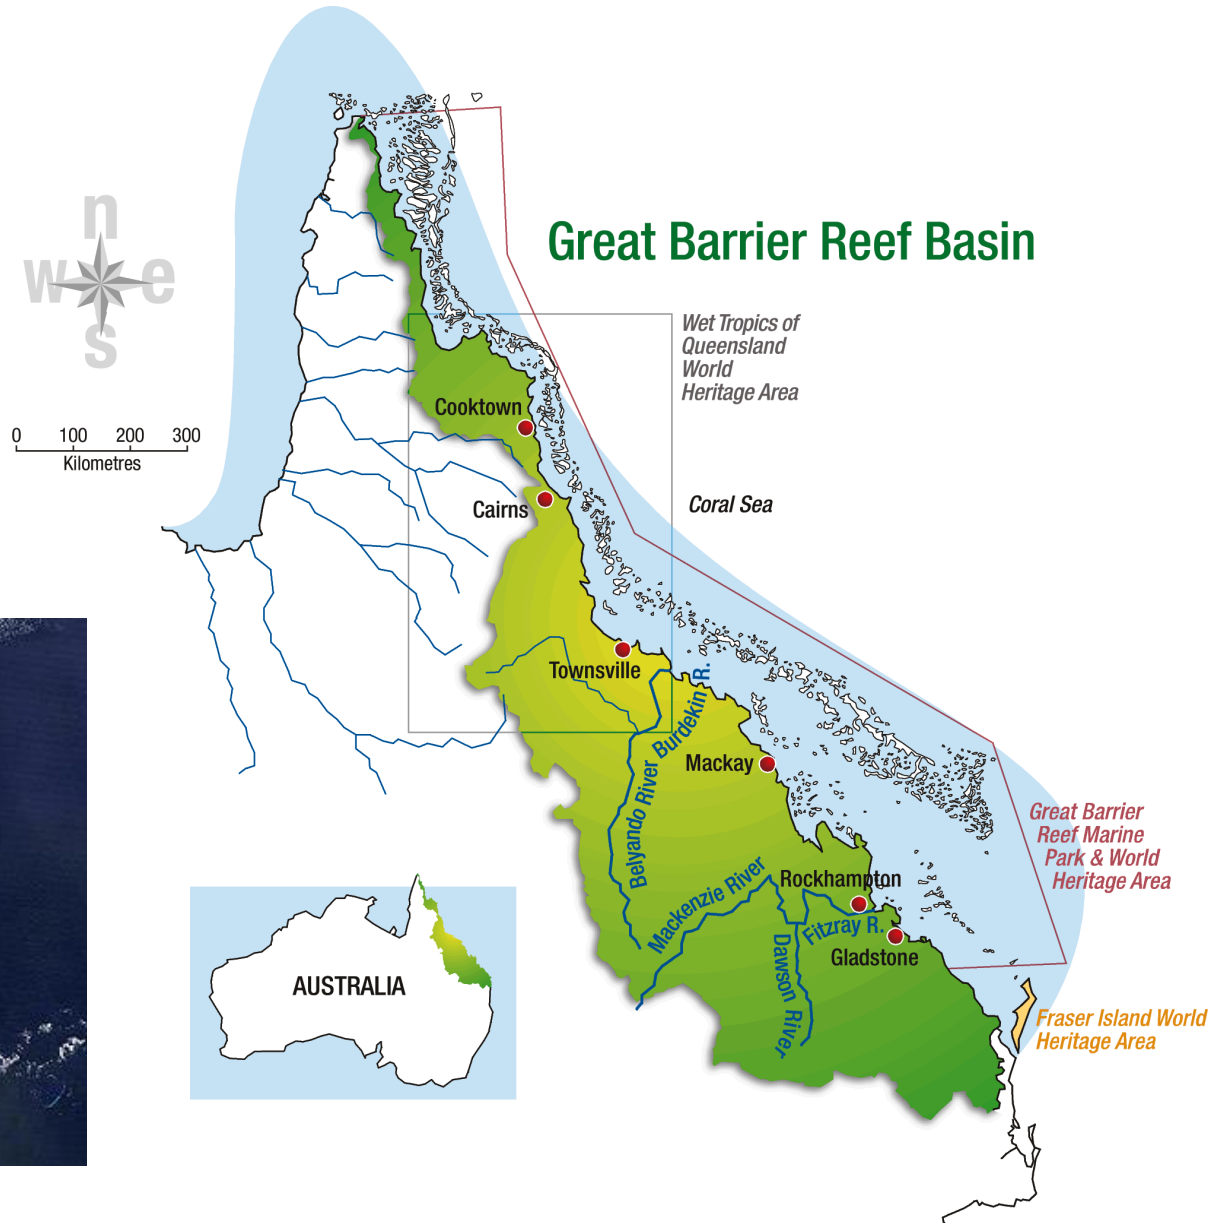 n
w e
s
Great Barrier Reef Basin
Wet Tropics of
Queensland
World
Heritage Area
0 100 200 300
Kilometres
Cooktown
Cairns
Coral Sea
Townsville
Burdekin R.
Mackay
Belyando River
Great Barrier
Reef Marine
Park & World
Heritage Area
Mackenzie River
Rockhampton
Fitzray R.
Dawson River
Gladstone
AUSTRALIA
Fraser Island World
Heritage Area